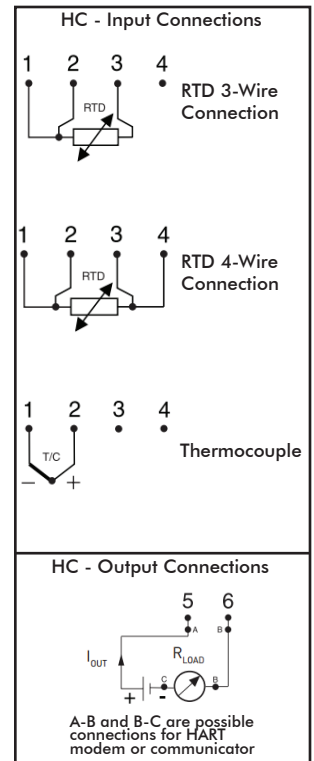 HC - Input Connections
1 2 3 4
RTD
RTD 3-Wire
Connection
1 2 3 4
RTD
RTD 4-Wire
Connection
1 2 3 4
T/C
− +
Thermocouple
HC - Output Connections
5 6
A B
IOUT
RLOAD
C B
+ -
A-B and B-C are possible
connections for HART
modem or communicator